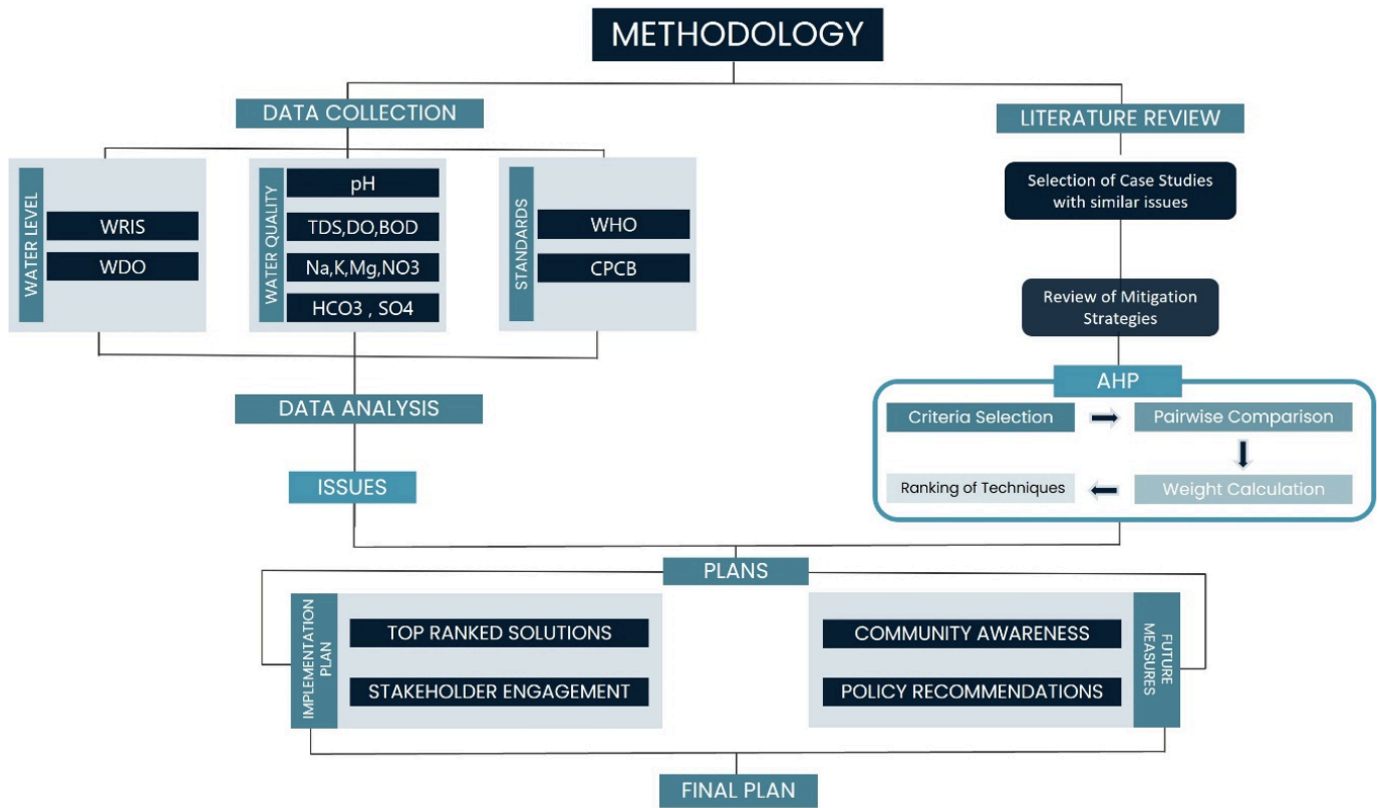 METHODOLOGY
DATA COLLECTION
WATER LEVEL
WRIS
WDO
WATER QUALITY
pH
TDS,DO,BOD
Na,K,Mg,NO3
HCO3 , SO4
STANDARDS
WHO
CPCB
DATA ANALYSIS
ISSUES
LITERATURE REVIEW
Selection of Case Studies
with similar issues
Review of Mitigation
Strategies
AHP
Criteria Selection
Pairwise Comparison
Weight Calculation
Ranking of Techniques
PLANS
IMPLEMENTATION
PLAN
TOP RANKED SOLUTIONS
STAKEHOLDER ENGAGEMENT
COMMUNITY AWARENESS
POLICY RECOMMENDATIONS
FUTURE
MEASURES
FINAL PLAN